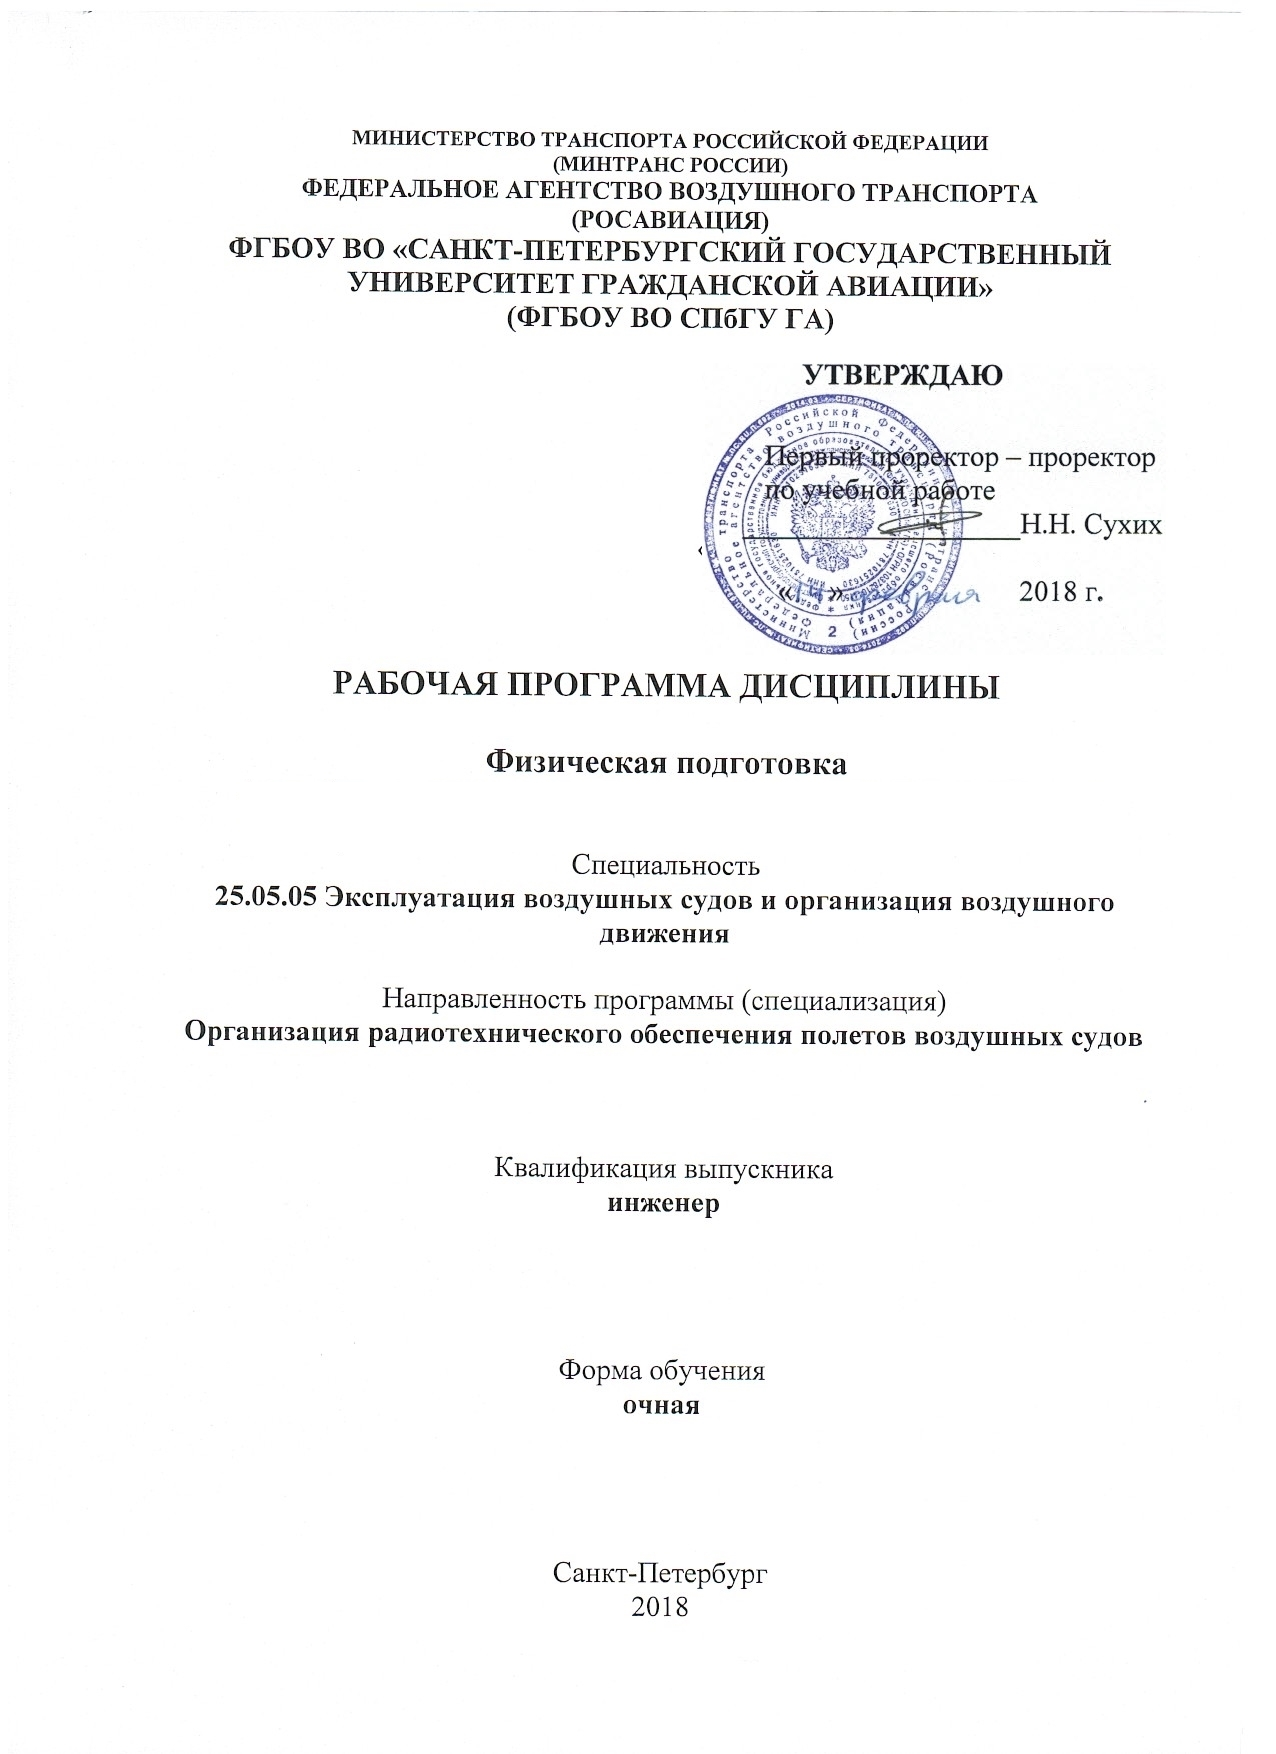 МИНИСТЕРСТВО ТРАНСПОРТА РОССИЙСКОЙ ФЕДЕРАЦИИ
(МИНТРАНС РОССИИ)
ФЕДЕРАЛЬНОЕ АГЕНТСТВО ВОЗДУШНОГО ТРАНСПОРТА
(РОСАВИАЦИЯ)
ФГБОУ ВО «САНКТ-ПЕТЕРБУРГСКИЙ ГОСУДАРСТВЕННЫЙ
УНИВЕРСИТЕТ ГРАЖДАНСКОЙ АВИАЦИИ»
(ФГБОУ ВО СПбГУ ГА)
УТВЕРЖДАЮ
Первый проректор – проректор
по учебной работе
Н.Н. Сухих
« » февраля 2018 г.
РАБОЧАЯ ПРОГРАММА ДИСЦИПЛИНЫ
Физическая подготовка
Специальность
25.05.05 Эксплуатация воздушных судов и организация воздушного
движения
Направленность программы (специализация)
Организация радиотехнического обеспечения полетов воздушных судов
Квалификация выпускника
инженер
Форма обучения
очная
Санкт-Петербург
2018